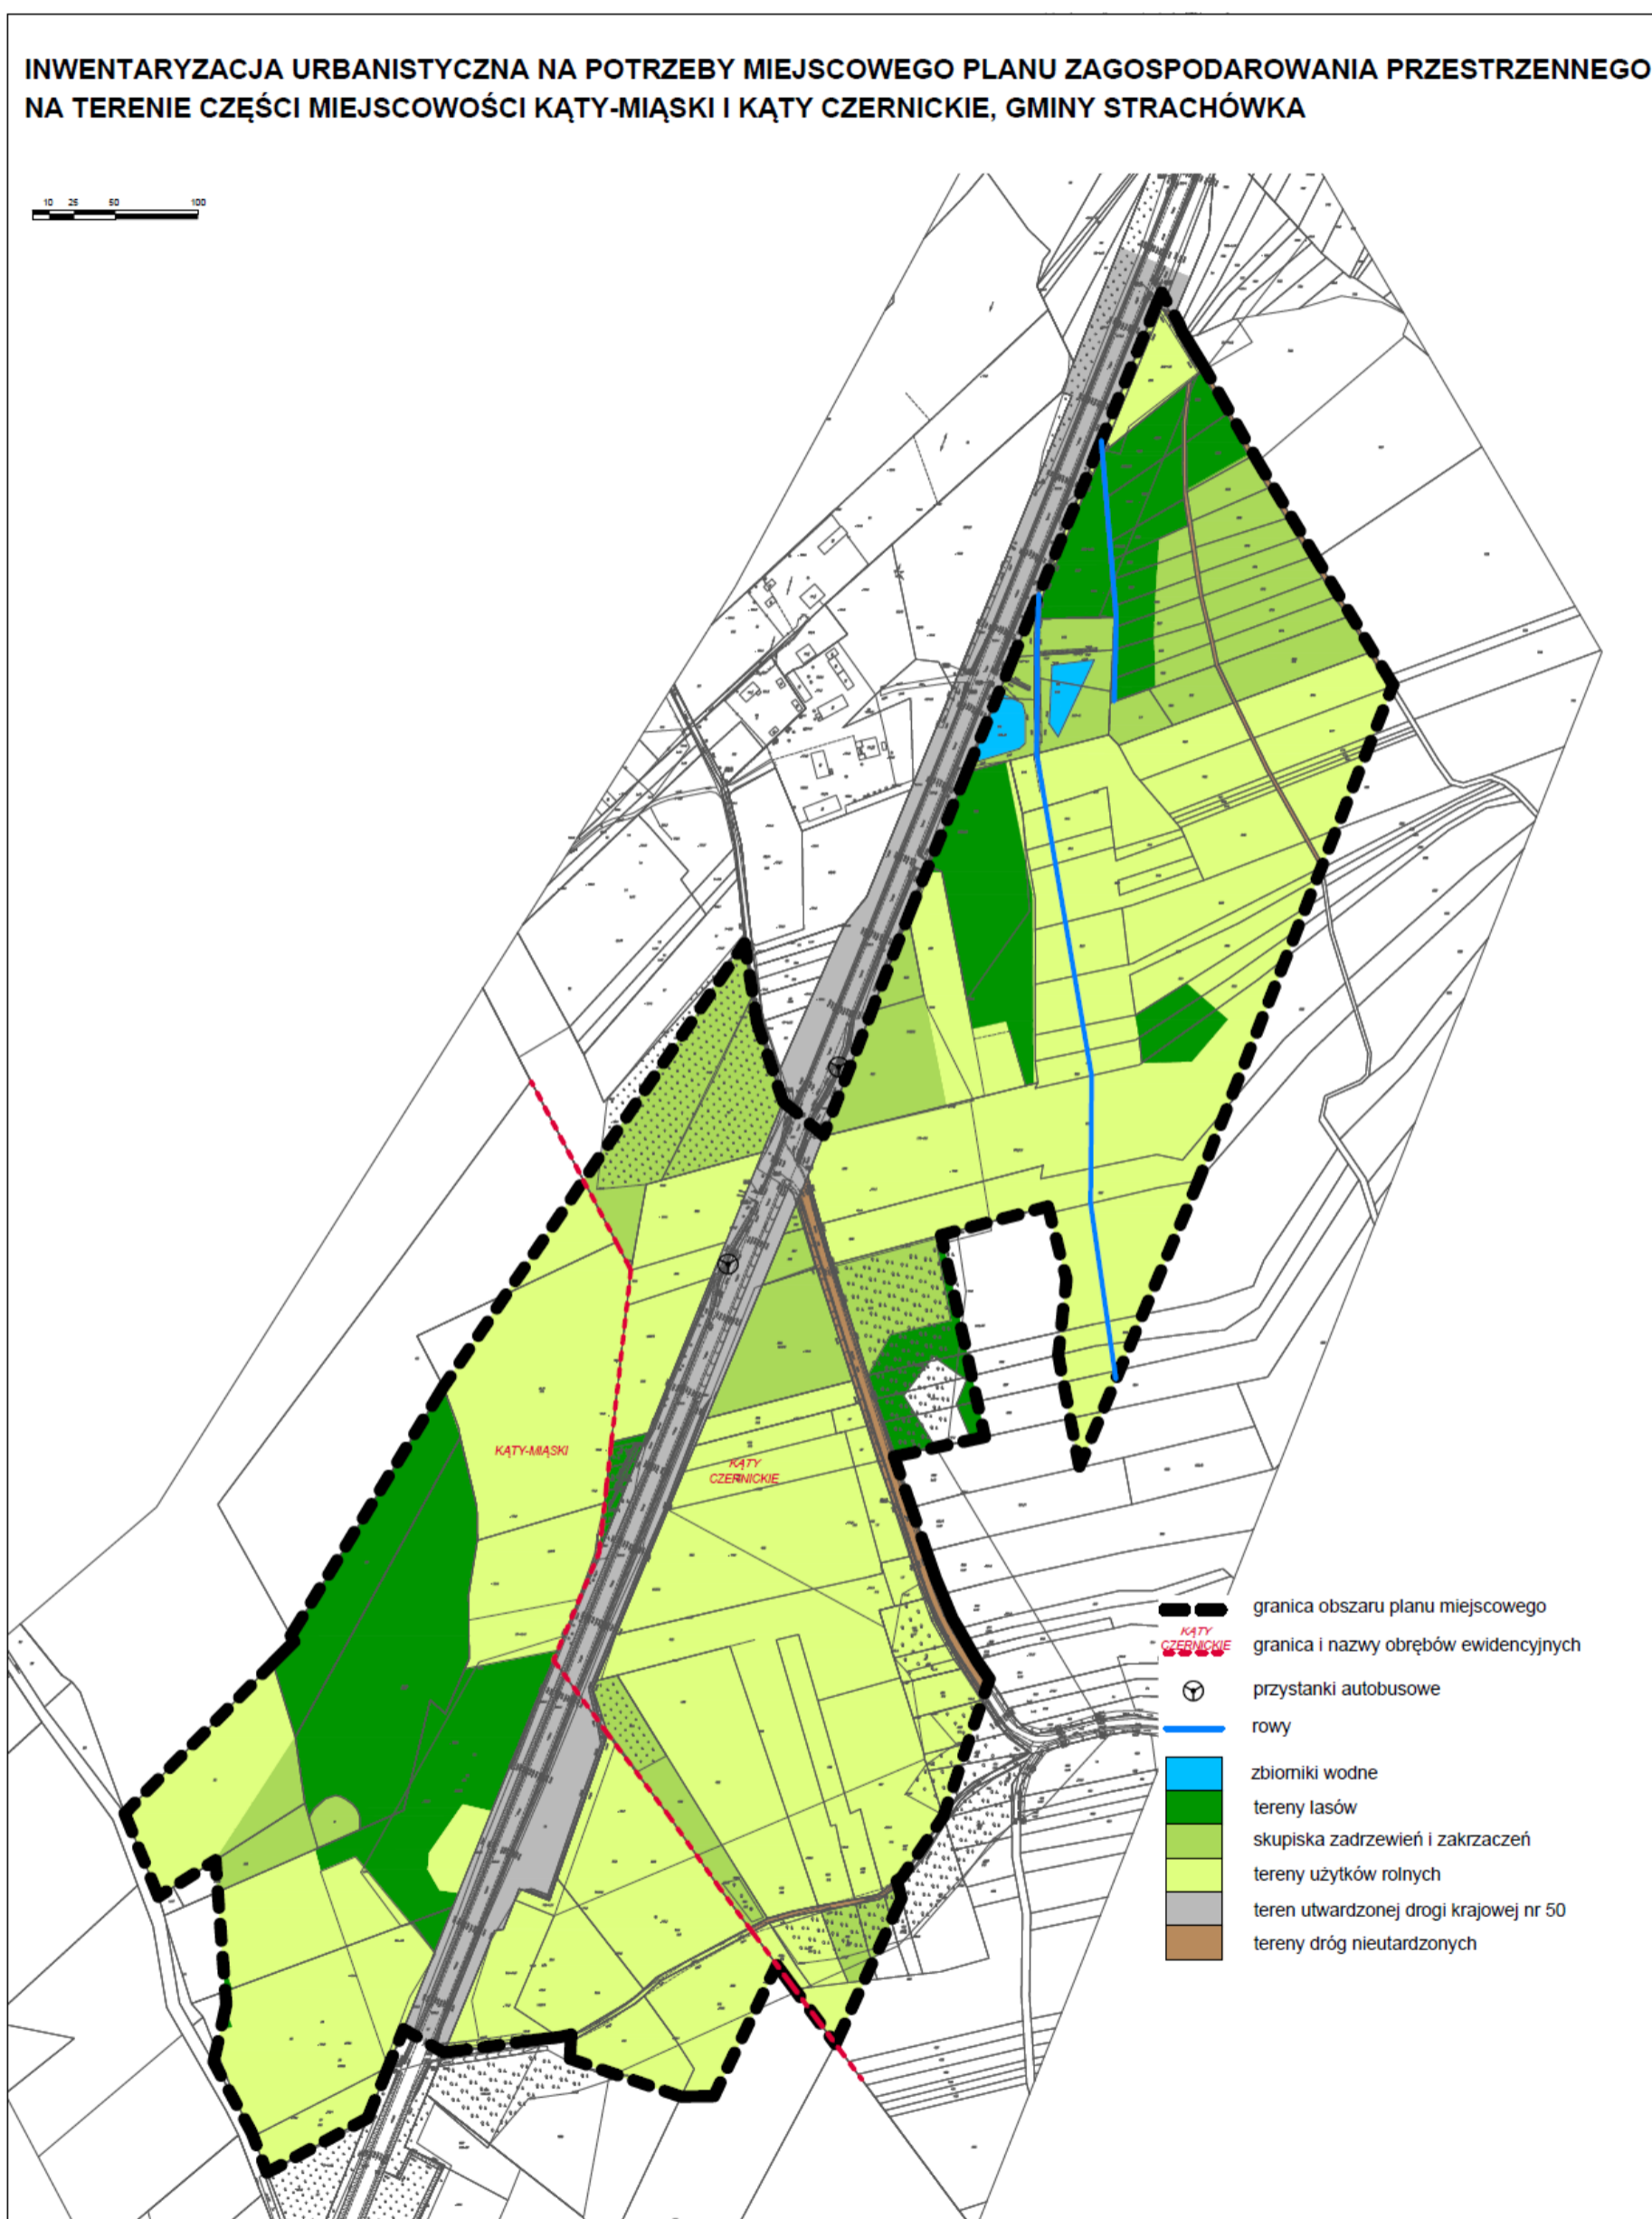 INWENTARYZACJA URBANISTYCZNA NA POTRZEBY MIEJSCOWEGO PLANU ZAGOSPODAROWANIA PRZESTRZENNEGO
NA TERENIE CZĘŚCI MIEJSCOWOŚCI KĄTY-MIĄSKI I KĄTY CZERNICKIE, GMINY STRACHÓWKA
10 25 50 100
KĄTY-MIĄSKI
KĄTY
CZERNICKIE
granica obszaru planu miejscowego
KĄTY
CZERNICKIE
granica i nazwy obrębów ewidencyjnych
przystanki autobusowe
rowy
zbiorniki wodne
tereny lasów
skupiska zadrzewień i zakrzaczeń
tereny użytków rolnych
teren utwardzonej drogi krajowej nr 50
tereny dróg nieutardzonych